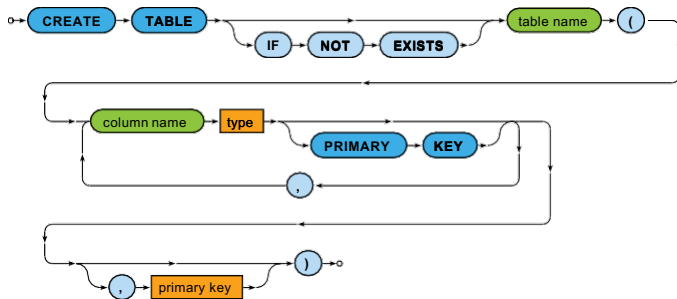 CREATE TABLE table name (
IF NOT EXISTS
column name type
PRIMARY KEY
,
)
, primary key